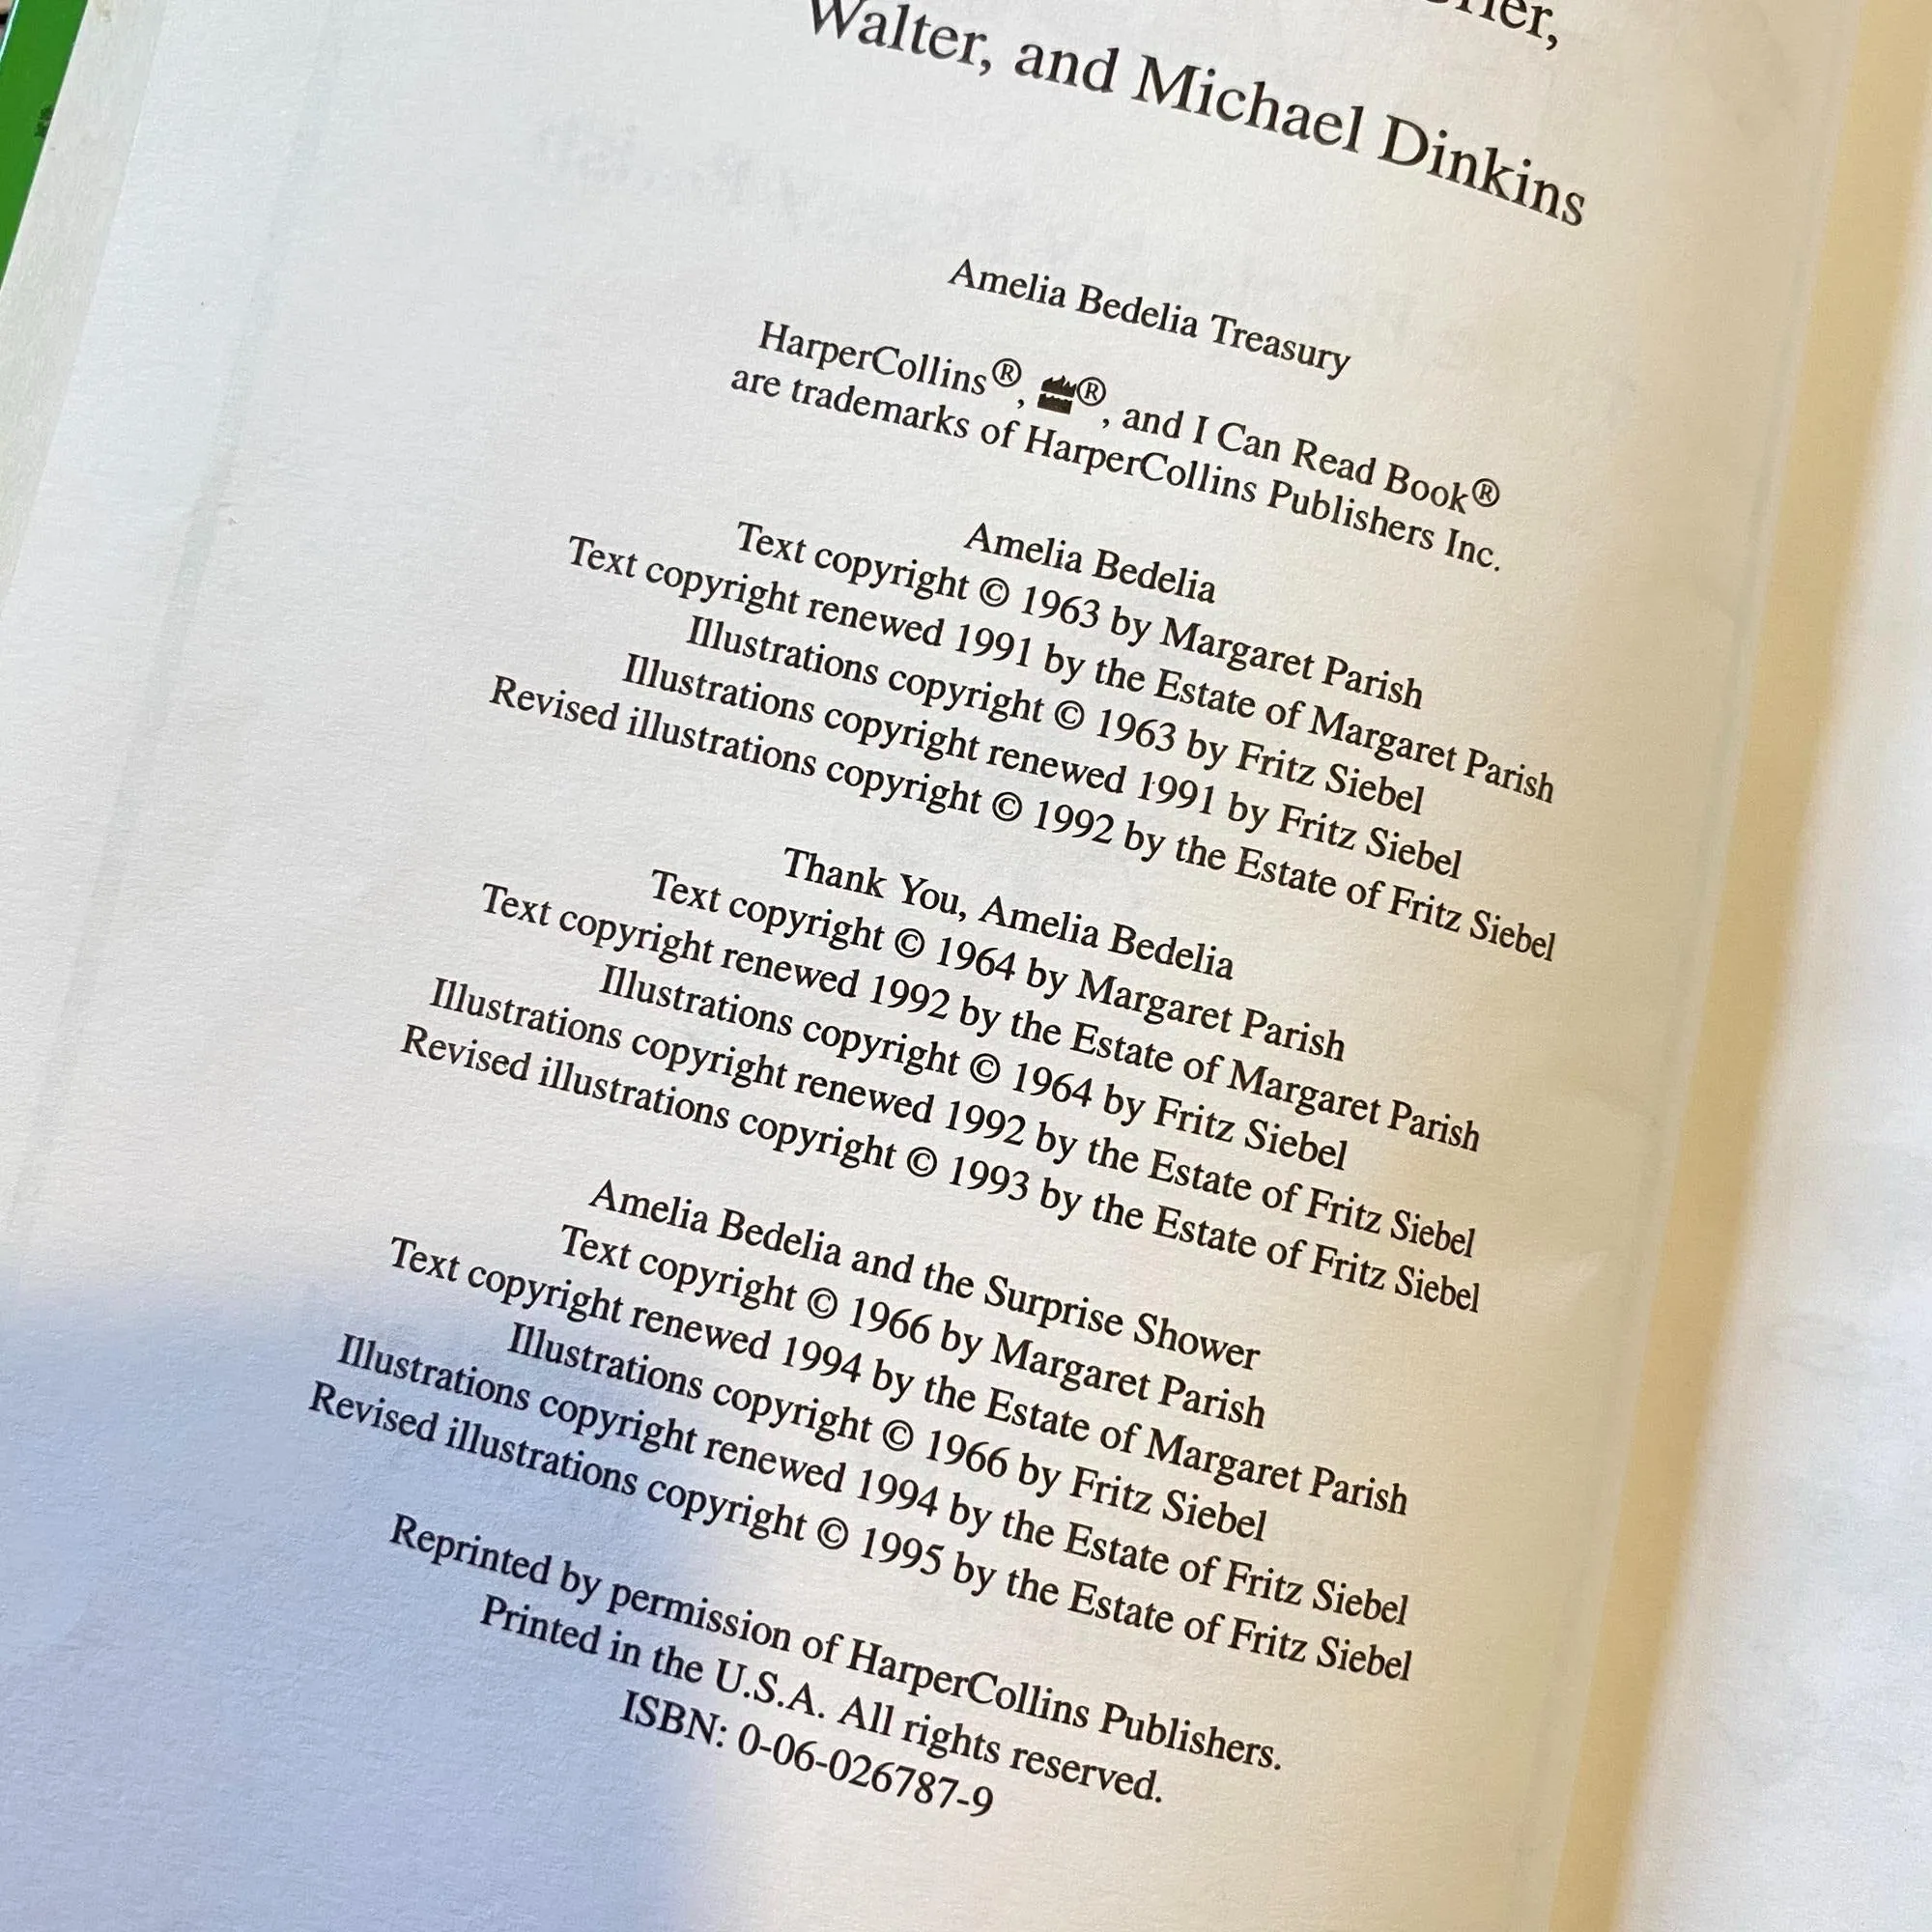 Walter, and Michael Dinkins
Amelia Bedelia Treasury
HarperCollins®, ®, and I Can Read Book®
are trademarks of HarperCollins Publishers Inc.
Amelia Bedelia
Text copyright © 1963 by Margaret Parish
Text copyright renewed 1991 by the Estate of Margaret Parish
Illustrations copyright © 1963 by Fritz Siebel
Illustrations copyright renewed 1991 by Fritz Siebel
Revised illustrations copyright © 1992 by the Estate of Fritz Siebel
Thank You, Amelia Bedelia
Text copyright © 1964 by Margaret Parish
Text copyright renewed 1992 by the Estate of Margaret Parish
Illustrations copyright © 1964 by Fritz Siebel
Illustrations copyright renewed 1992 by the Estate of Fritz Siebel
Revised illustrations copyright © 1993 by the Estate of Fritz Siebel
Amelia Bedelia and the Surprise Shower
Text copyright © 1966 by Margaret Parish
Text copyright renewed 1994 by the Estate of Margaret Parish
Illustrations copyright © 1966 by Fritz Siebel
Illustrations copyright renewed 1994 by the Estate of Fritz Siebel
Revised illustrations copyright © 1995 by the Estate of Fritz Siebel
Reprinted by permission of HarperCollins Publishers.
Printed in the U.S.A. All rights reserved.
ISBN: 0-06-026787-9